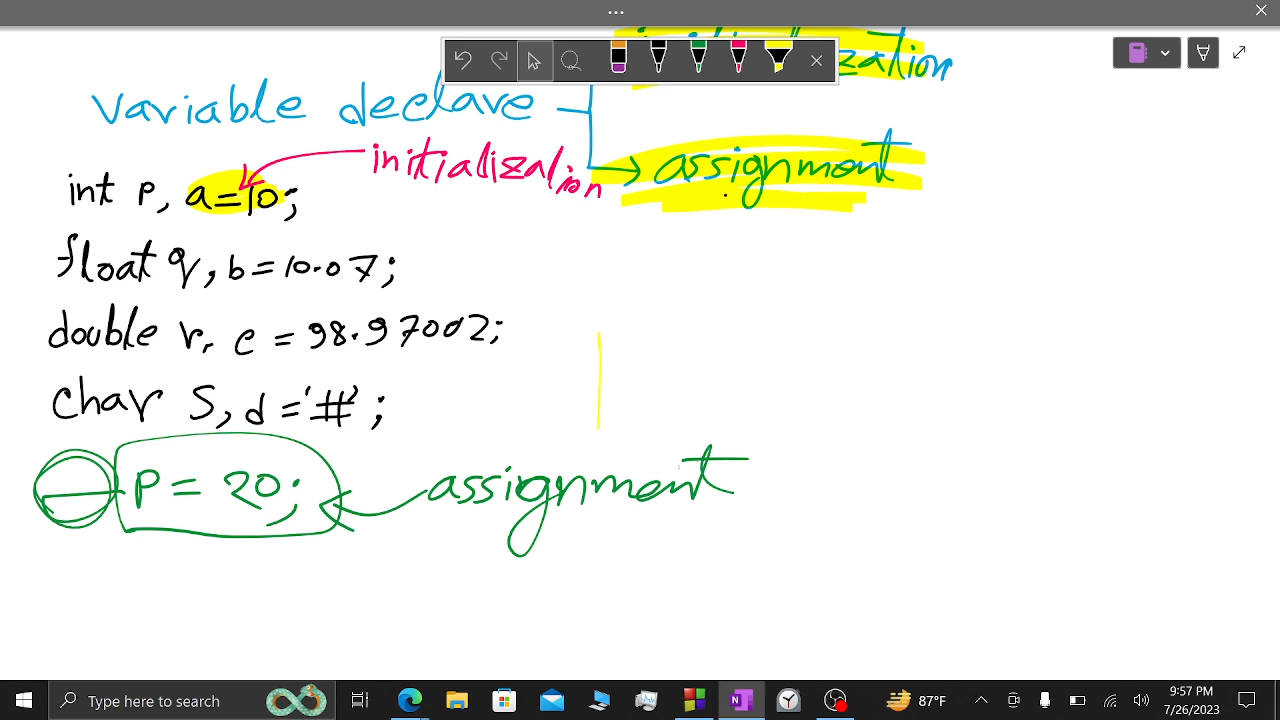 ...
zation
variable declare
→ assignment
initialization
int p, a=10;
float q, b=10.07;
double r, c = 98.97002;
char S, d ='#';
P = 20;
assignment
Type here to search
87°F
9:57 PM
7/26/2023